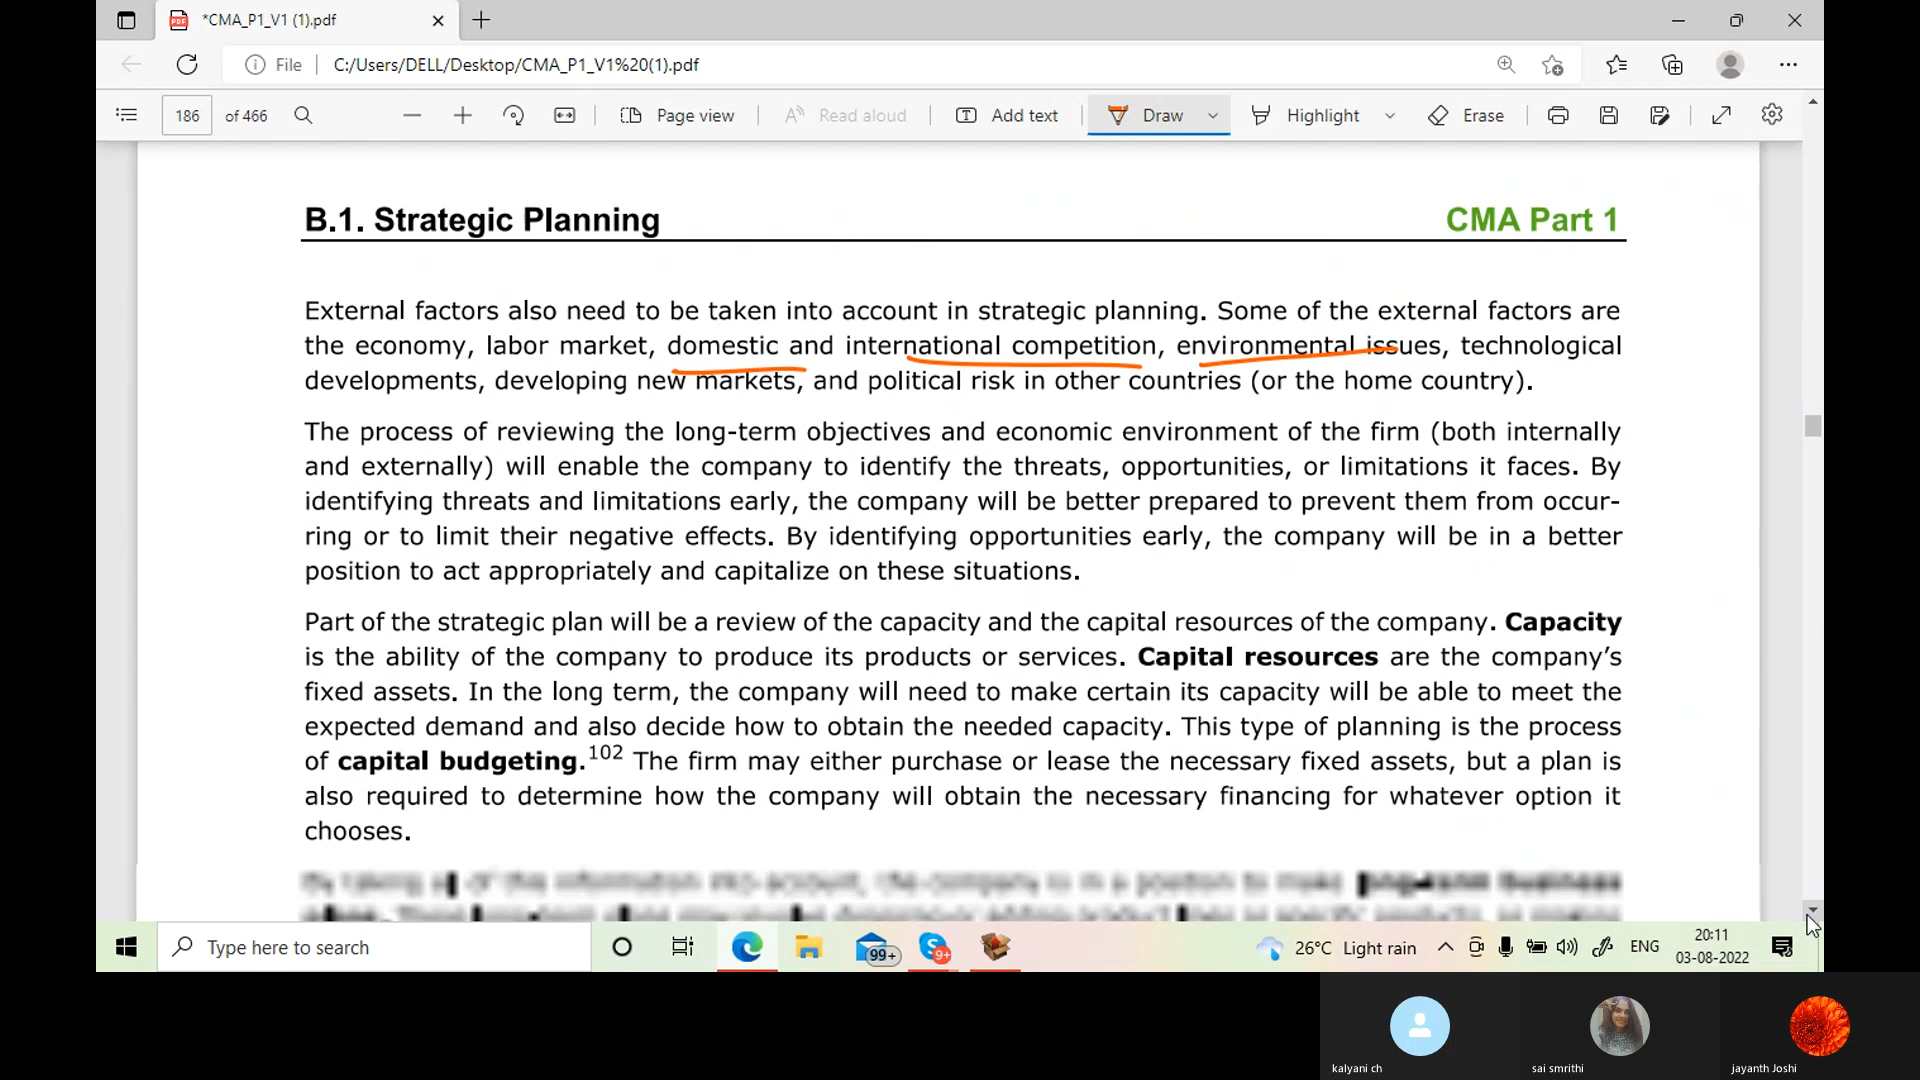 *CMA_P1_V1 (1).pdf
File C:/Users/DELL/Desktop/CMA_P1_V1%20(1).pdf
186 of 466 Page view Read aloud Add text Draw Highlight Erase
B.1. Strategic Planning CMA Part 1
External factors also need to be taken into account in strategic planning. Some of the external factors are
the economy, labor market, domestic and international competition, environmental issues, technological
developments, developing new markets, and political risk in other countries (or the home country).
The process of reviewing the long-term objectives and economic environment of the firm (both internally
and externally) will enable the company to identify the threats, opportunities, or limitations it faces. By
identifying threats and limitations early, the company will be better prepared to prevent them from occur-
ring or to limit their negative effects. By identifying opportunities early, the company will be in a better
position to act appropriately and capitalize on these situations.
Part of the strategic plan will be a review of the capacity and the capital resources of the company. Capacity
is the ability of the company to produce its products or services. Capital resources are the company's
fixed assets. In the long term, the company will need to make certain its capacity will be able to meet the
expected demand and also decide how to obtain the needed capacity. This type of planning is the process
of capital budgeting.102 The firm may either purchase or lease the necessary fixed assets, but a plan is
also required to determine how the company will obtain the necessary financing for whatever option it
chooses.
Type here to search 99+ 9+ 26°C Light rain ENG 20:11
03-08-2022
kalyani ch sai smrithi jayanth Joshi